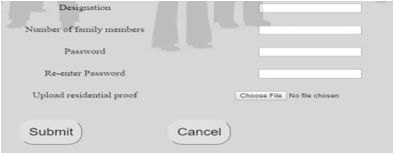 Designation
Number of family members
Password
Re-enter Password
Upload residential proof Choose File No file chosen
Submit Cancel